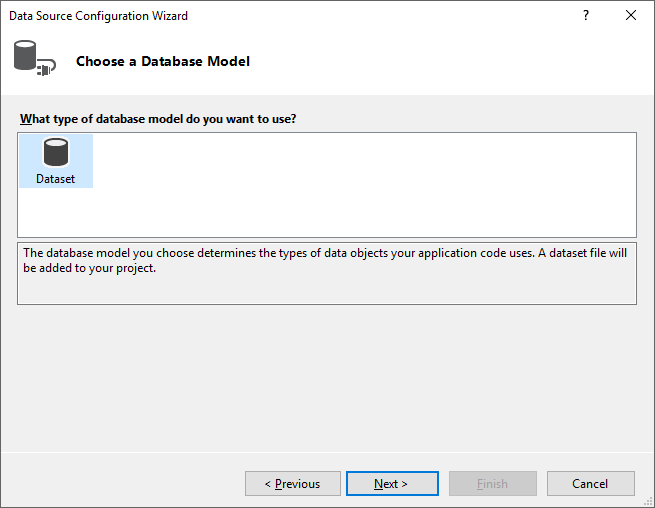 Data Source Configuration Wizard
?
Choose a Database Model
What type of database model do you want to use?
Dataset
The database model you choose determines the types of data objects your application code uses. A dataset file will
be added to your project.
< Previous
Next >
Finish
Cancel